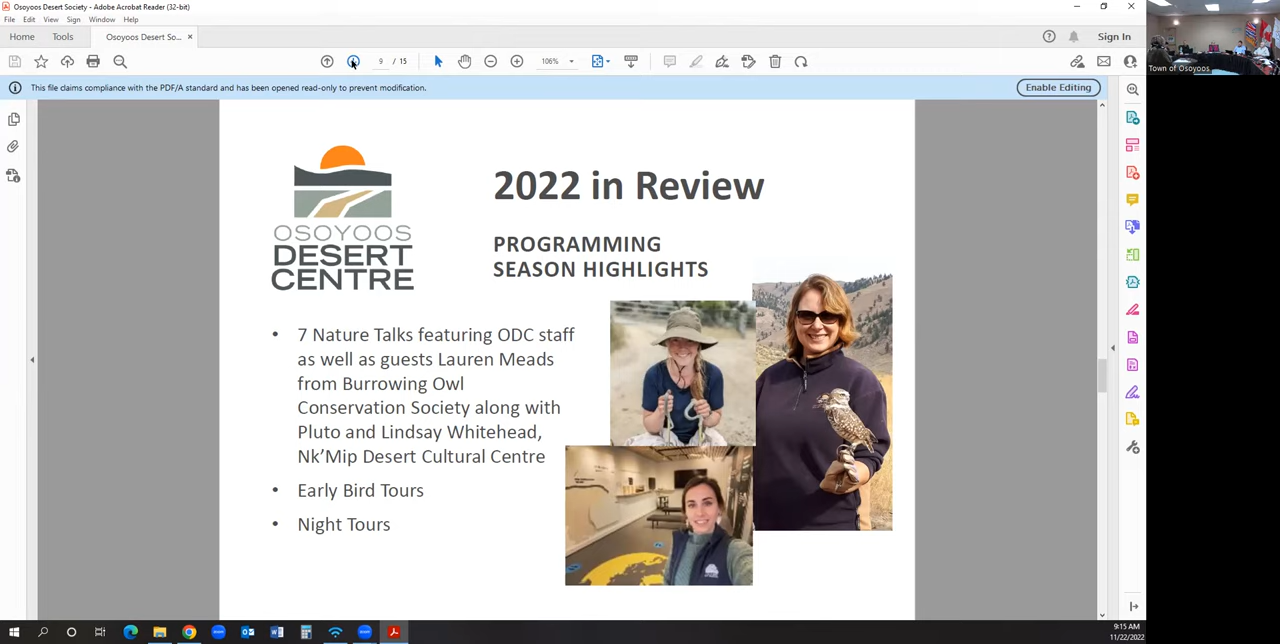 Osoyoos Desert Society - Adobe Acrobat Reader (32-bit)
File Edit View Sign Window Help
Home Tools Osoyoos Desert So... × Sign In
9 / 15 106%
This file claims compliance with the PDF/A standard and has been opened read-only to prevent modification. Enable Editing
Town of Osoyoos
OSOYOOS
DESERT
CENTRE
2022 in Review
PROGRAMMING
SEASON HIGHLIGHTS
• 7 Nature Talks featuring ODC staff
as well as guests Lauren Meads
from Burrowing Owl
Conservation Society along with
Pluto and Lindsay Whitehead,
Nk’Mip Desert Cultural Centre
• Early Bird Tours
• Night Tours
9:15 AM
11/22/2022